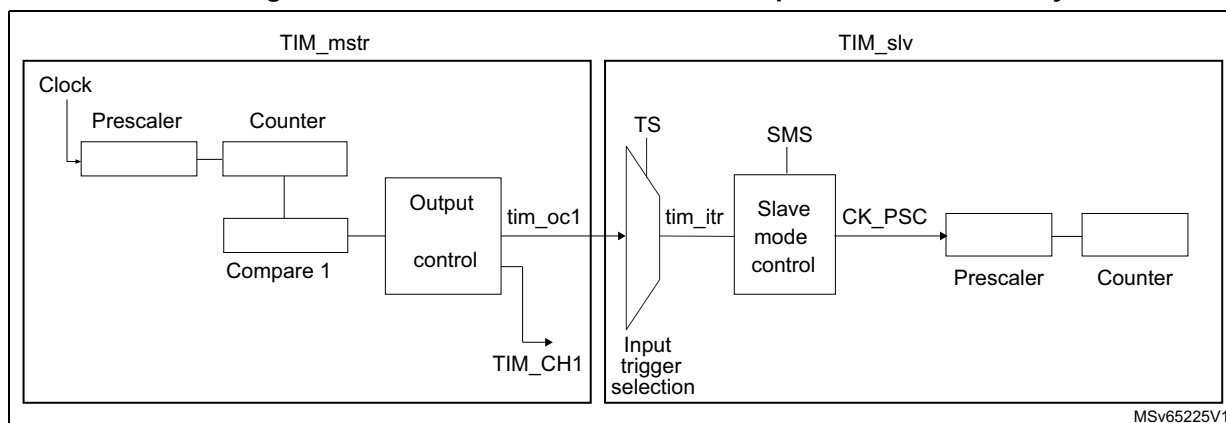 TIM_mstr
TIM_slv
Clock
Prescaler
Counter
Compare 1
Output
control
tim_oc1
TIM_CH1
TS
Input
trigger
selection
tim_itr
SMS
Slave
mode
control
CK_PSC
Prescaler
Counter
MSv65225V1